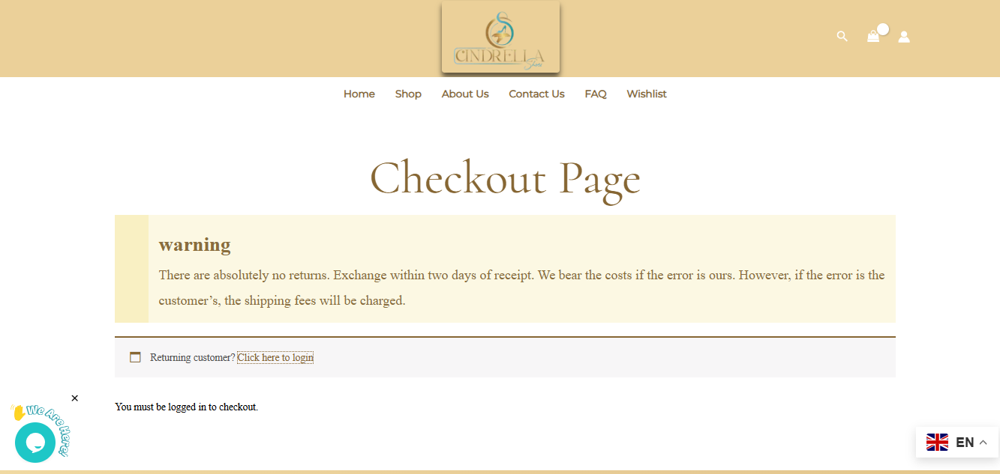 CINDRELLA
Shoes
Home Shop About Us Contact Us FAQ Wishlist
Checkout Page
warning
There are absolutely no returns. Exchange within two days of receipt. We bear the costs if the error is ours. However, if the error is the
customer’s, the shipping fees will be charged.
Returning customer? Click here to login
You must be logged in to checkout.
We Are Here!
EN